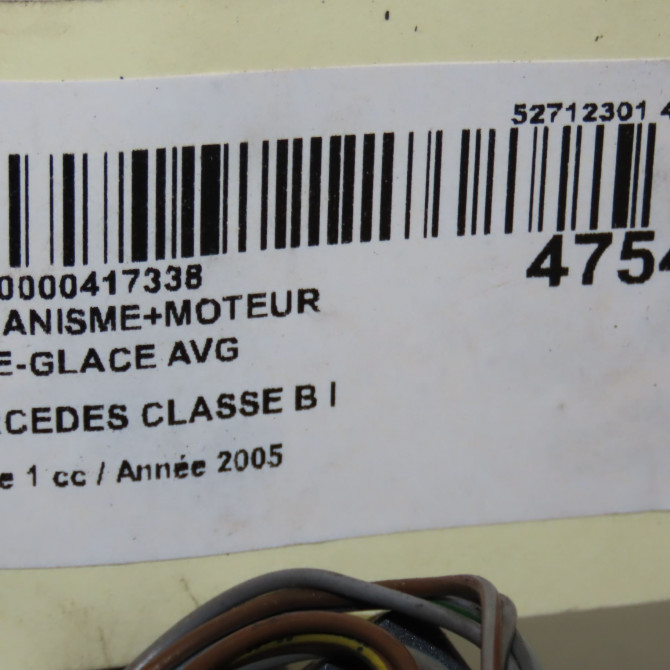 52712301 4
0000417338
4754
ANISME+MOTEUR
E-GLACE AVG
CEDES CLASSE B I
e 1 cc / Année 2005